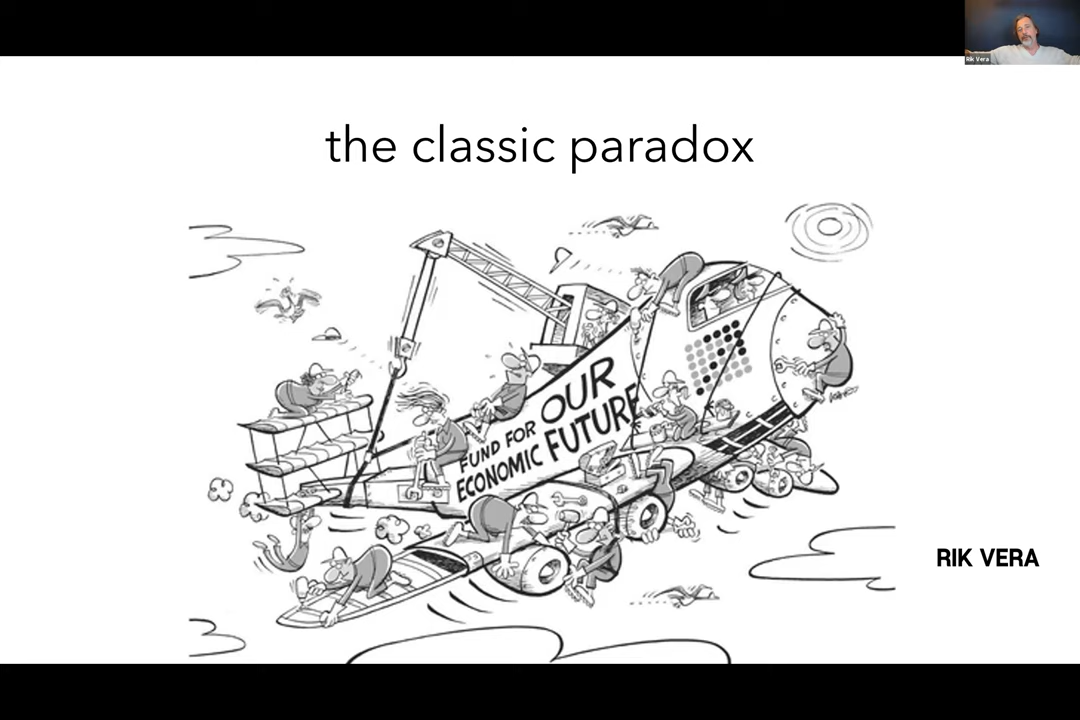 Rik Vera
the classic paradox
FUND FOR OUR
ECONOMIC FUTURE
RIK VERA